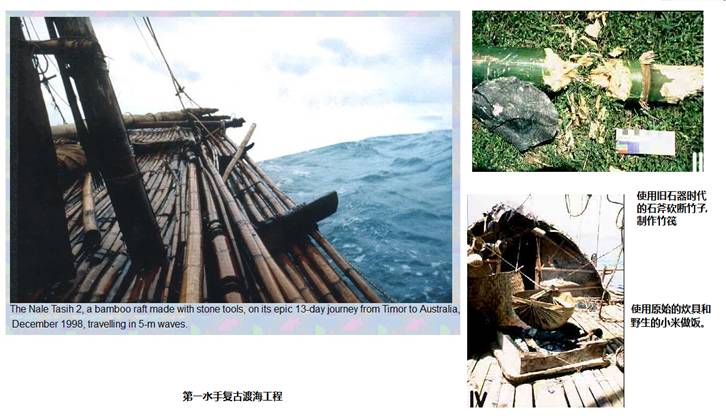 The Nale Tasih 2, a bamboo raft made with stone tools, on its epic 13-day journey from Timor to Australia,
December 1998, travelling in 5-m waves.
使用旧石器时代
的石斧砍断竹子,
制作竹筏
使用原始的炊具和
野生的小米做饭。
IV
第一水手复古渡海工程